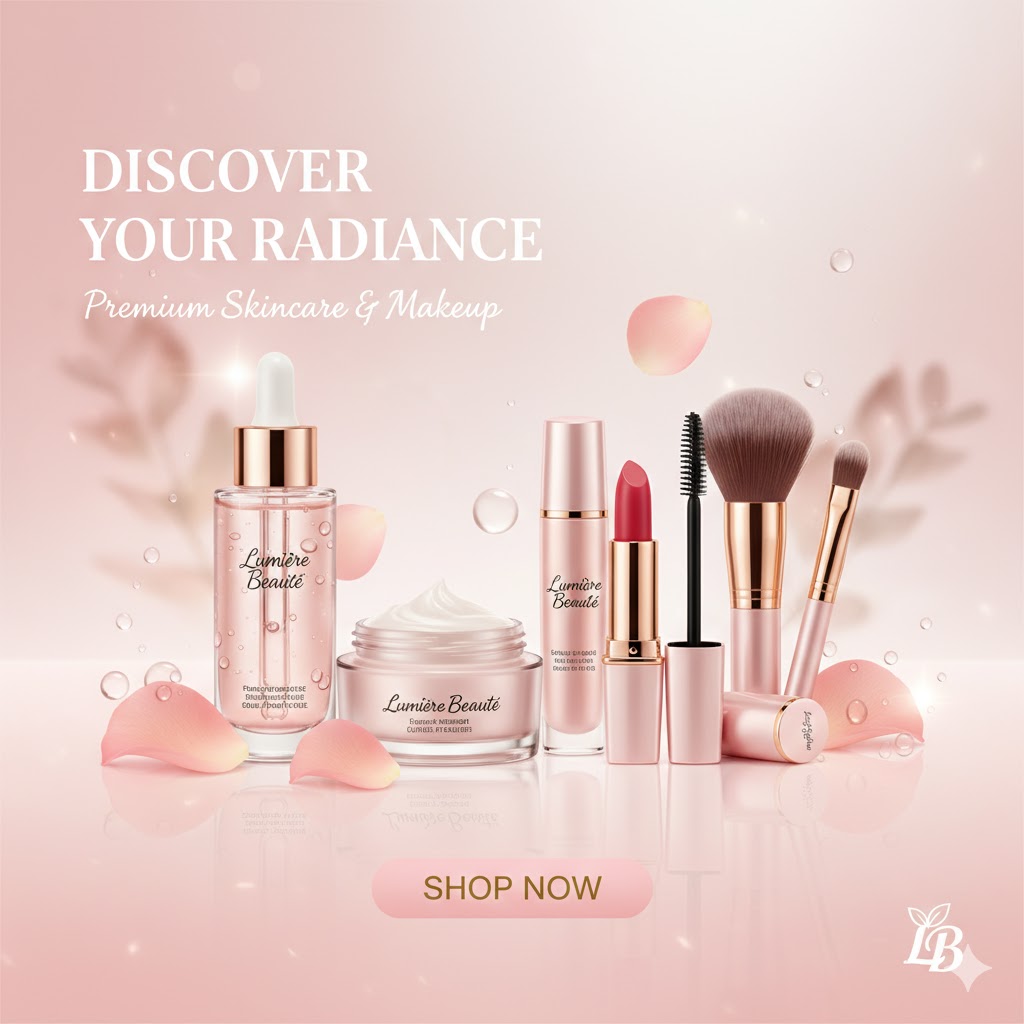 DISCOVER
YOUR RADIANCE
Premium Skincare & Makeup
Lumière
Beauté
Lumière Beauté
Lumière
Beauté
SHOP NOW
LB